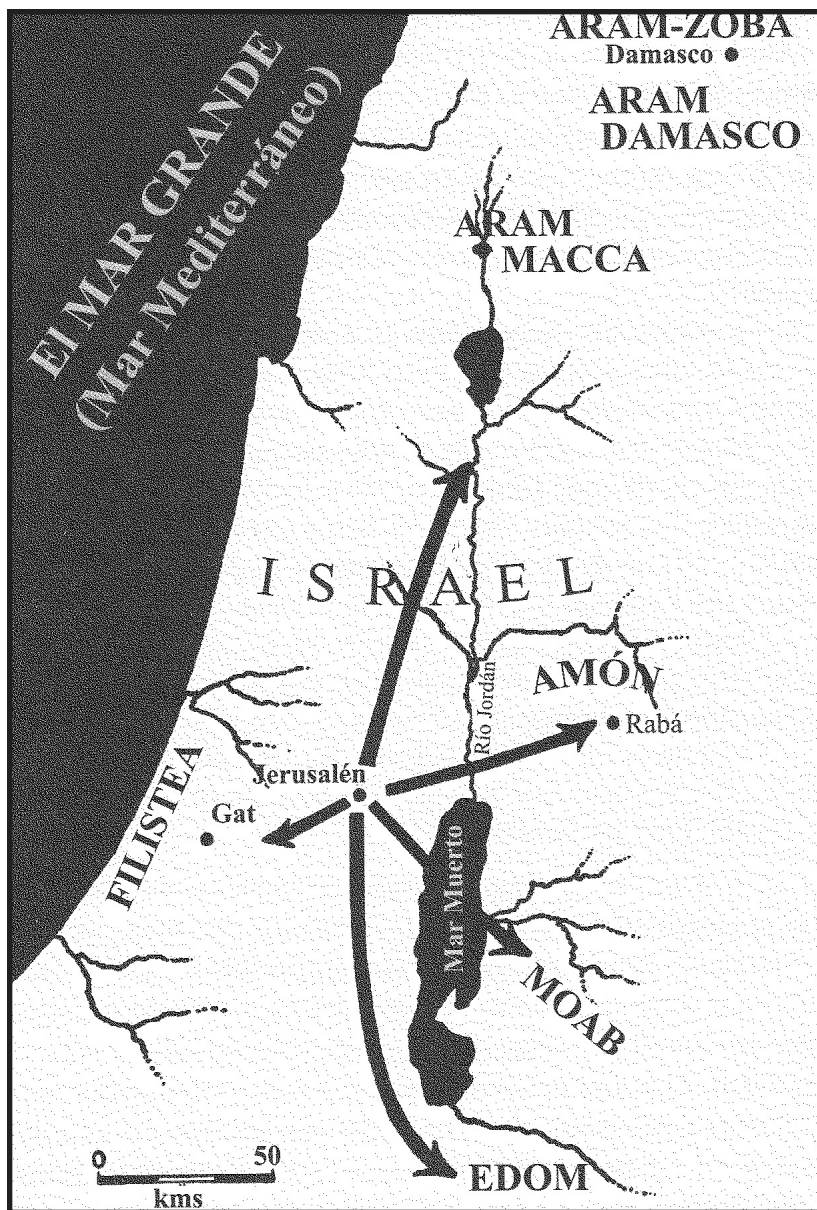 ARAM-ZOBA
Damasco
ARAM
DAMASCO
El MAR GRANDE
(Mar Mediterráneo)
ARAM
MACCA
ISRAEL
AMÓN
Río Jordán
Rabá
Jerusalén
FILISTEA
Gat
Mar Muerto
MOAB
EDOM
0 50
kms